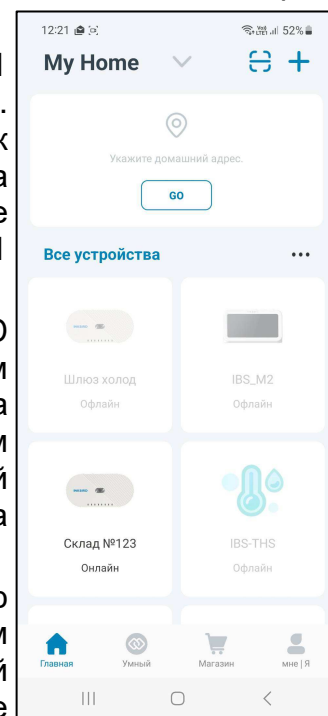 12:21 52%
My Home
Укажите домашний адрес.
GO
Все устройства
Шлюз холод
Офлайн
IBS_M2
Офлайн
Склад №123
Онлайн
IBS-THS
Офлайн
Главная
Умный
Магазин
мне | Я